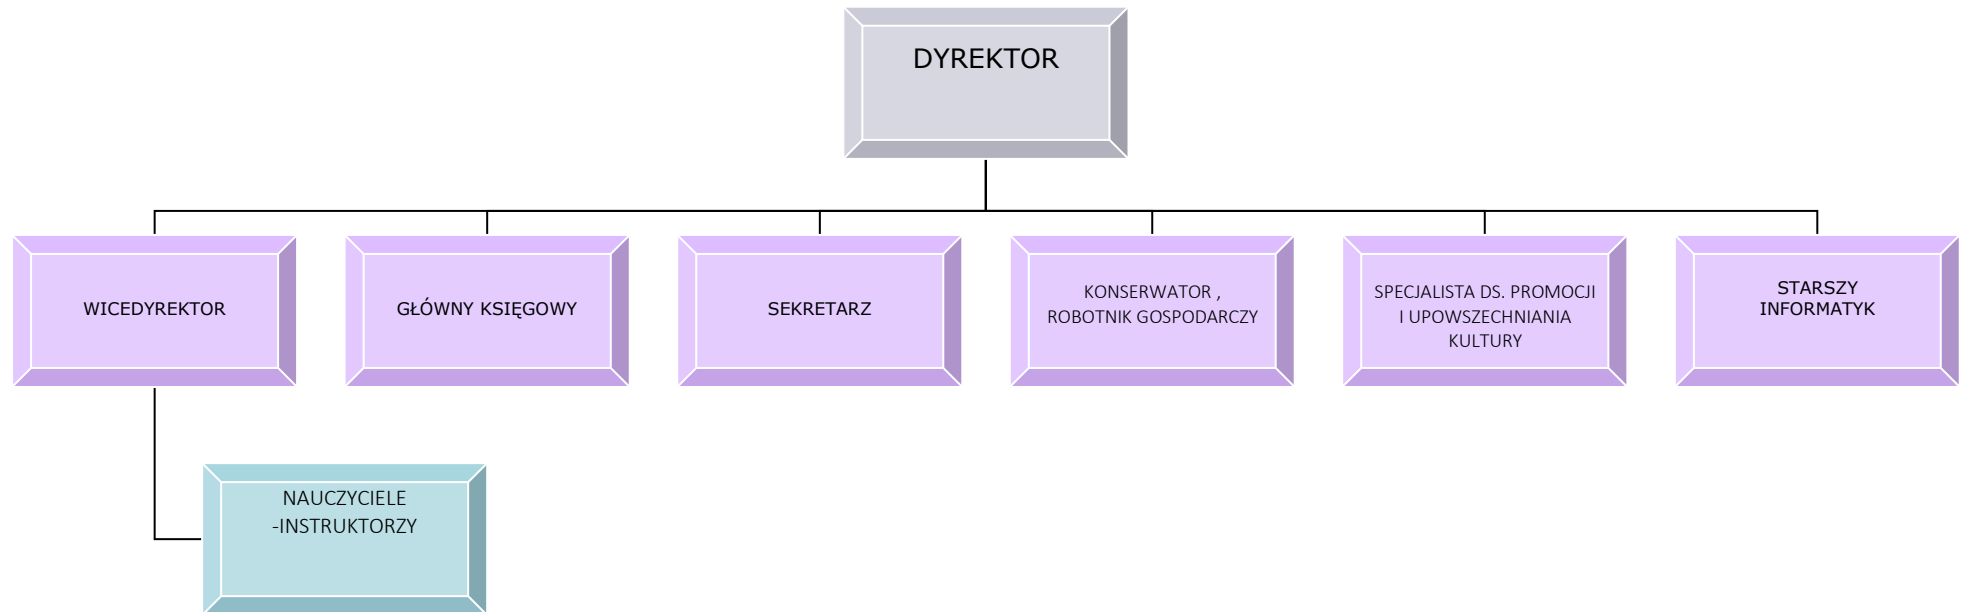 DYREKTOR
WICEDYREKTOR
GŁÓWNY KSIĘGOWY
SEKRETARZ
KONSERWATOR ,
ROBOTNIK GOSPODARCZY
SPECJALISTA DS. PROMOCJI
I UPOWSZECHNIANIA
KULTURY
STARSZY
INFORMATYK
NAUCZYCIELE
-INSTRUKTORZY